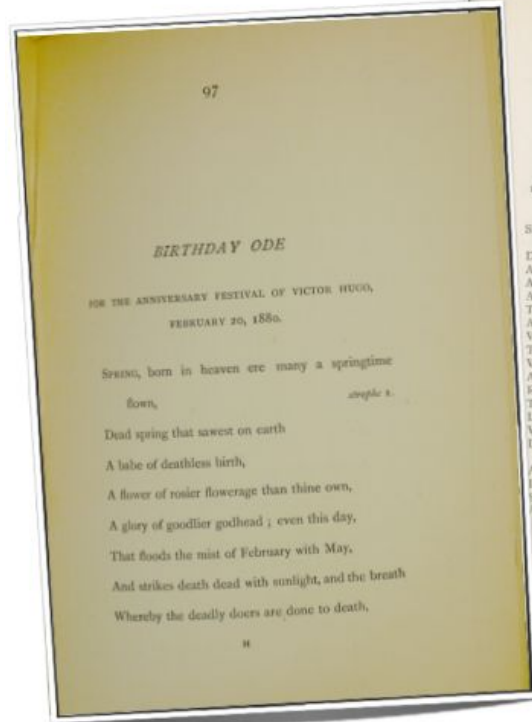 97
BIRTHDAY ODE
FOR THE ANNIVERSARY FESTIVAL OF VICTOR HUGO,
FEBRUARY 20, 1880.
SPRING, born in heaven ere many a springtime
flown, strophe 1.
Dead spring that sawest on earth
A babe of deathless birth,
A flower of rosier flowerage than thine own,
A glory of goodlier godhead ; even this day,
That floods the mist of February with May,
And strikes death dead with sunlight, and the breath
Whereby the deadly doers are done to death,
H